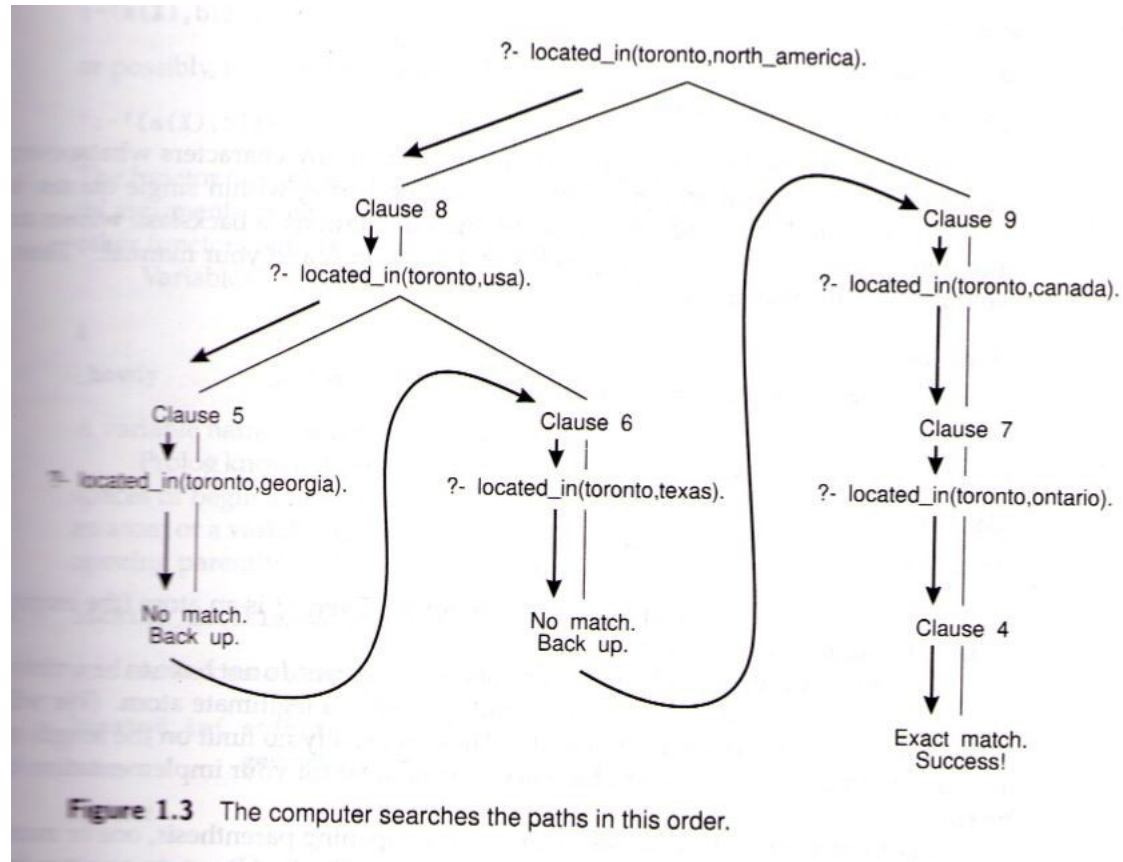 ?- located_in(toronto,north_america).
Clause 8
Clause 9
?- located_in(toronto,usa).
?- located_in(toronto,canada).
Clause 5
Clause 6
Clause 7
?- located_in(toronto,georgia).
?- located_in(toronto,texas).
?- located_in(toronto,ontario).
No match.
Back up.
No match.
Back up.
Clause 4
Exact match.
Success!
Figure 1.3 The computer searches the paths in this order.